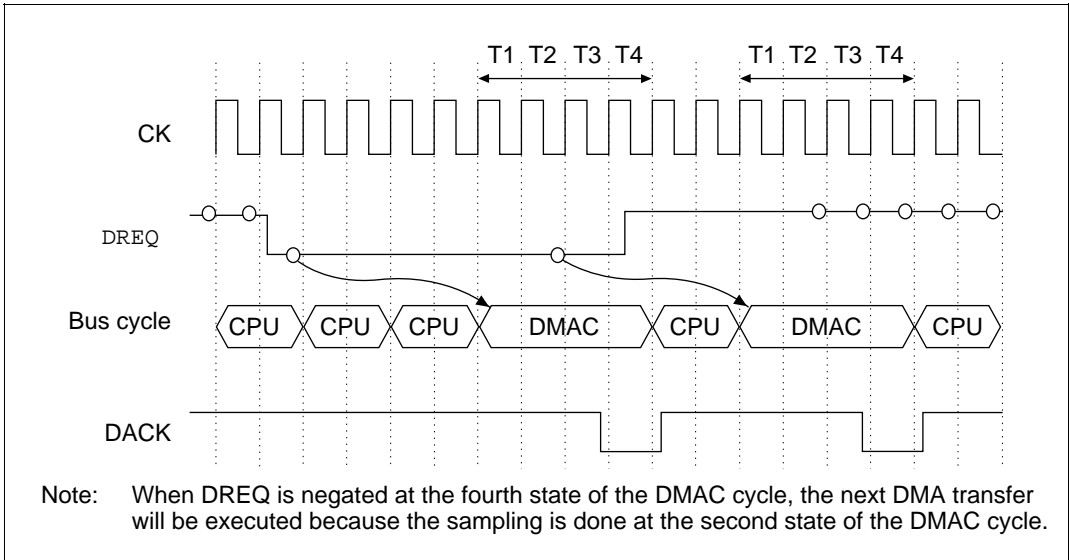 T1 T2 T3 T4 T1 T2 T3 T4
CK
DREQ
Bus cycle CPU CPU CPU DMAC CPU DMAC CPU
DACK
Note: When DREQ is negated at the fourth state of the DMAC cycle, the next DMA transfer
will be executed because the sampling is done at the second state of the DMAC cycle.